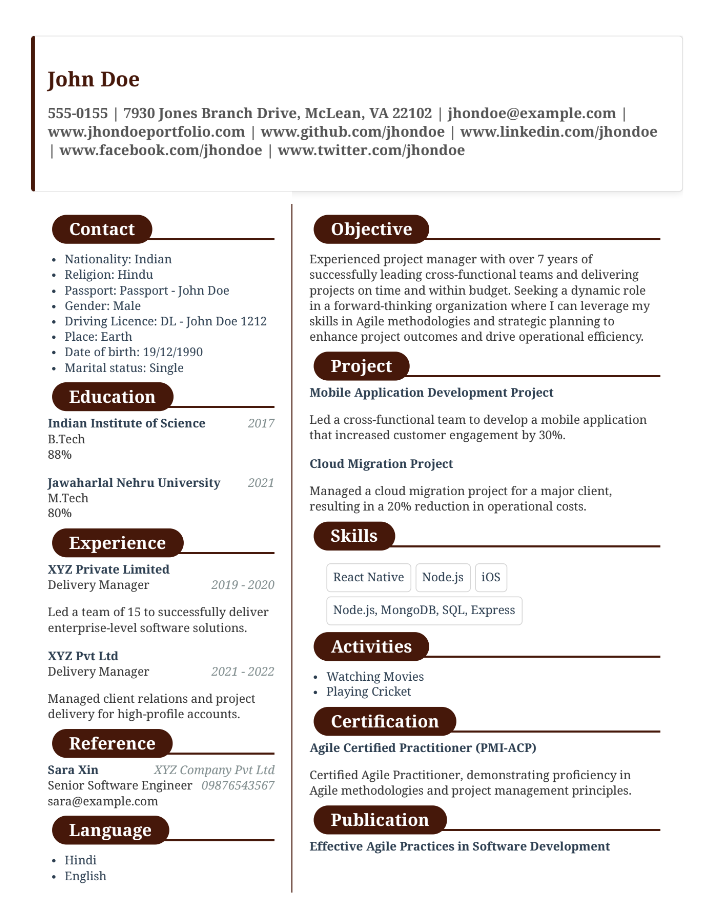 John Doe
555-0155 | 7930 Jones Branch Drive, McLean, VA 22102 | jhondoe@example.com |
www.jhondoeportfolio.com | www.github.com/jhondoe | www.linkedin.com/jhondoe
| www.facebook.com/jhondoe | www.twitter.com/jhondoe
Contact
• Nationality: Indian
• Religion: Hindu
• Passport: Passport - John Doe
• Gender: Male
• Driving Licence: DL - John Doe 1212
• Place: Earth
• Date of birth: 19/12/1990
• Marital status: Single
Education
Indian Institute of Science 2017
B.Tech
88%
Jawaharlal Nehru University 2021
M.Tech
80%
Experience
XYZ Private Limited
Delivery Manager 2019 - 2020
Led a team of 15 to successfully deliver
enterprise-level software solutions.
XYZ Pvt Ltd
Delivery Manager 2021 - 2022
Managed client relations and project
delivery for high-profile accounts.
Reference
Sara Xin XYZ Company Pvt Ltd
Senior Software Engineer 09876543567
sara@example.com
Language
• Hindi
• English
Objective
Experienced project manager with over 7 years of
successfully leading cross-functional teams and delivering
projects on time and within budget. Seeking a dynamic role
in a forward-thinking organization where I can leverage my
skills in Agile methodologies and strategic planning to
enhance project outcomes and drive operational efficiency.
Project
Mobile Application Development Project
Led a cross-functional team to develop a mobile application
that increased customer engagement by 30%.
Cloud Migration Project
Managed a cloud migration project for a major client,
resulting in a 20% reduction in operational costs.
Skills
React Native Node.js iOS
Node.js, MongoDB, SQL, Express
Activities
• Watching Movies
• Playing Cricket
Certification
Agile Certified Practitioner (PMI-ACP)
Certified Agile Practitioner, demonstrating proficiency in
Agile methodologies and project management principles.
Publication
Effective Agile Practices in Software Development